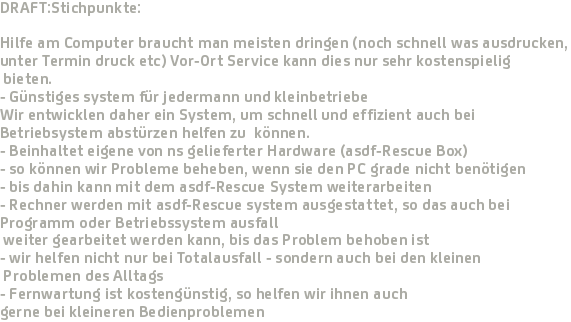 DRAFT:Stichpunkte:

Hilfe am Computer braucht man meisten dringen (noch schnell was ausdrucken,
unter Termin druck etc) Vor-Ort Service kann dies nur sehr kostenspielig
bieten.
- Günstiges system für jedermann und kleinbetriebe
Wir entwicklen daher ein System, um schnell und effizient auch bei
Betriebsystem abstürzen helfen zu  können.
- Beinhaltet eigene von ns gelieferter Hardware (asdf-Rescue Box)
- so können wir Probleme beheben, wenn sie den PC grade nicht benötigen
- bis dahin kann mit dem asdf-Rescue System weiterarbeiten
- Rechner werden mit asdf-Rescue system ausgestattet, so das auch bei
Programm oder Betriebssystem ausfall
weiter gearbeitet werden kann, bis das Problem behoben ist
- wir helfen nicht nur bei Totalausfall - sondern auch bei den kleinen
Problemen des Alltags
- Fernwartung ist kostengünstig, so helfen wir ihnen auch
gerne bei kleineren Bedienproblemen